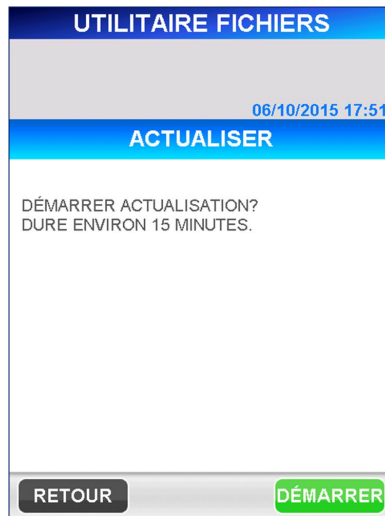 UTILITAIRE FICHIERS
06/10/2015 17:51
ACTUALISER
DÉMARRER ACTUALISATION?
DURE ENVIRON 15 MINUTES.
RETOUR
DÉMARRER